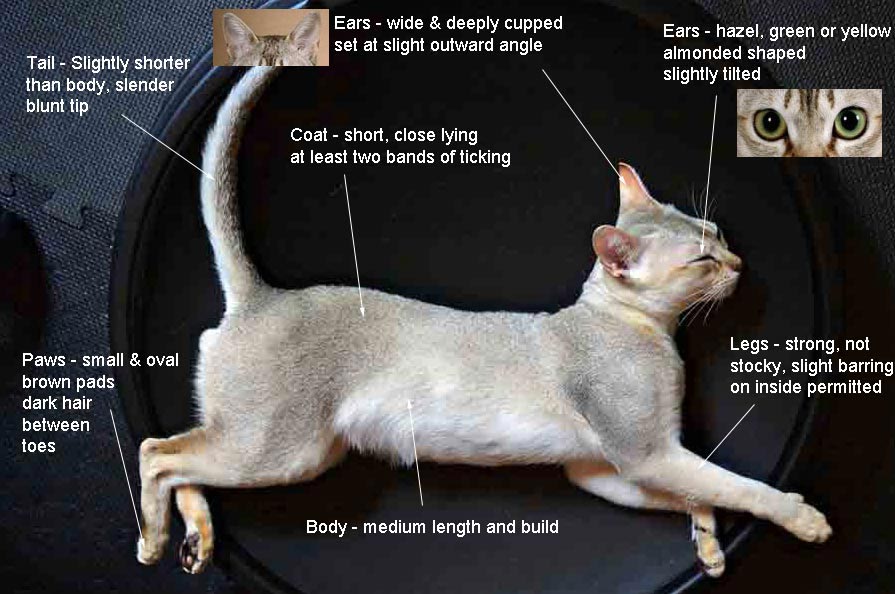 Ears - wide & deeply cupped
set at slight outward angle
Ears - hazel, green or yellow
almonded shaped
slightly tilted
Tail - Slightly shorter
than body, slender
blunt tip
Coat - short, close lying
at least two bands of ticking
Legs - strong, not
stocky, slight barring
on inside permitted
Paws - small & oval
brown pads
dark hair
between
toes
Body - medium length and build